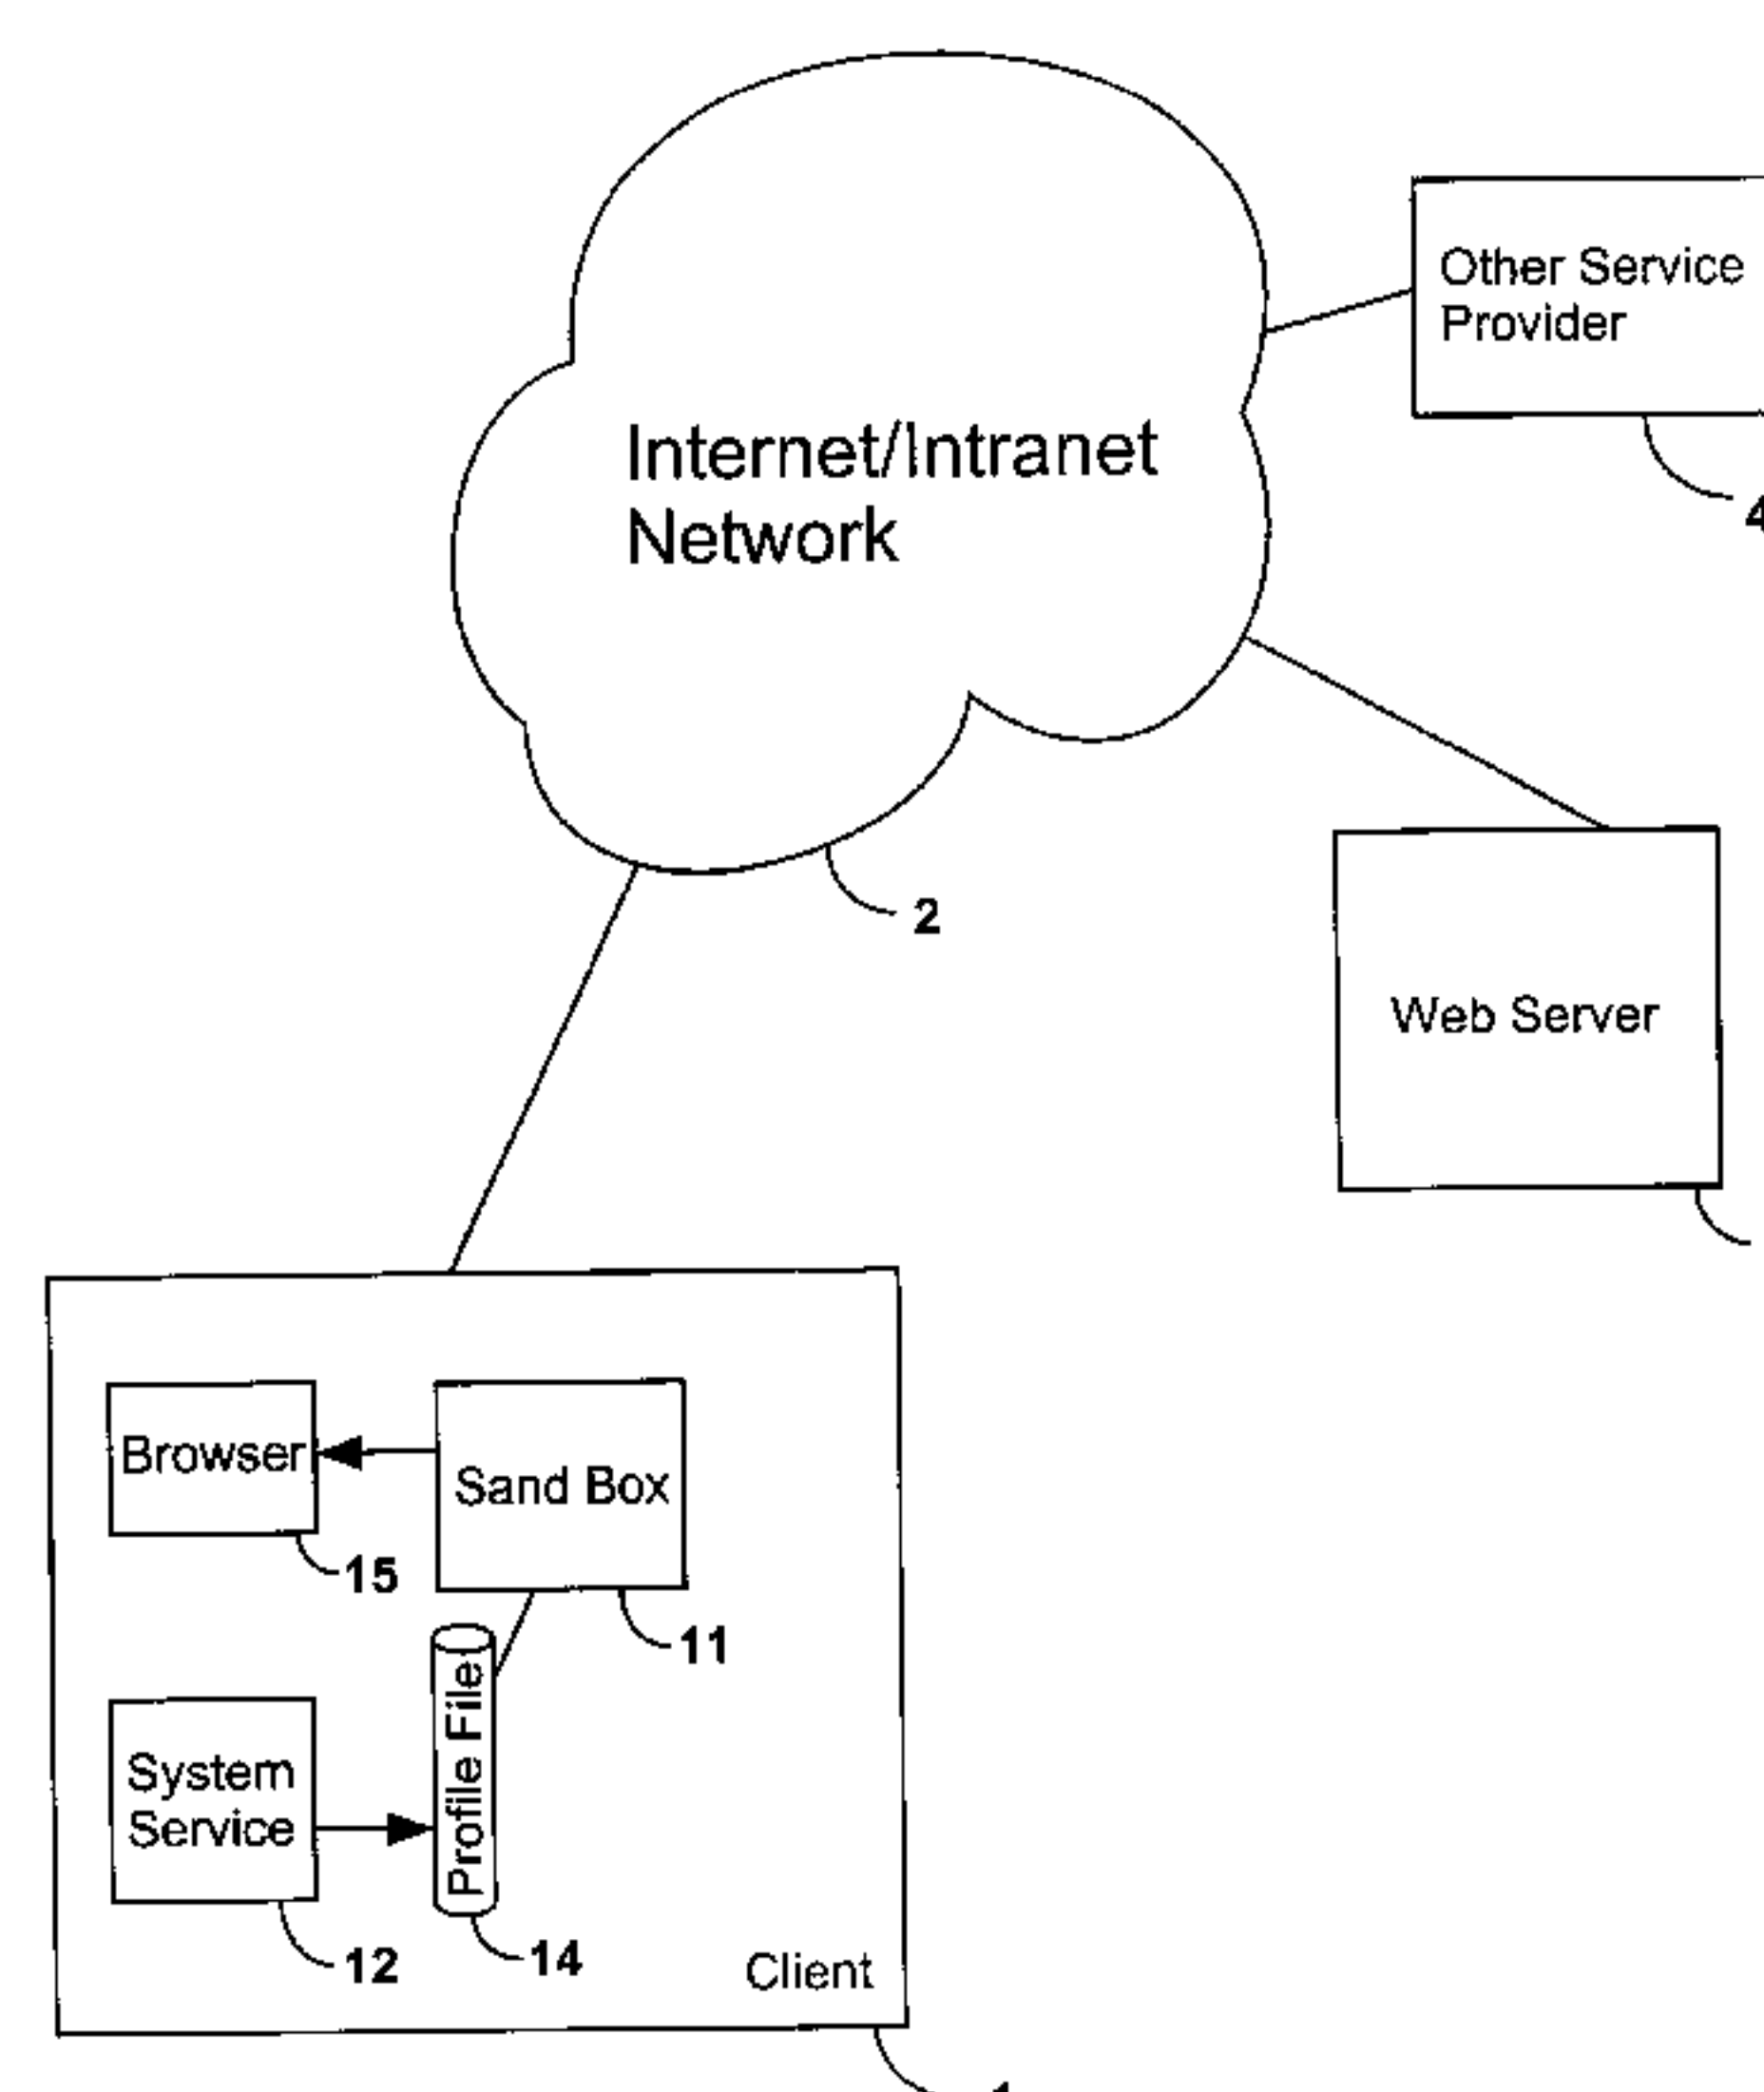 Other Service
Provider
4
Internet/Intranet
Network
2
Web Server
Browser
15
Sand Box
11
System
Service
12
Profile File
14
Client